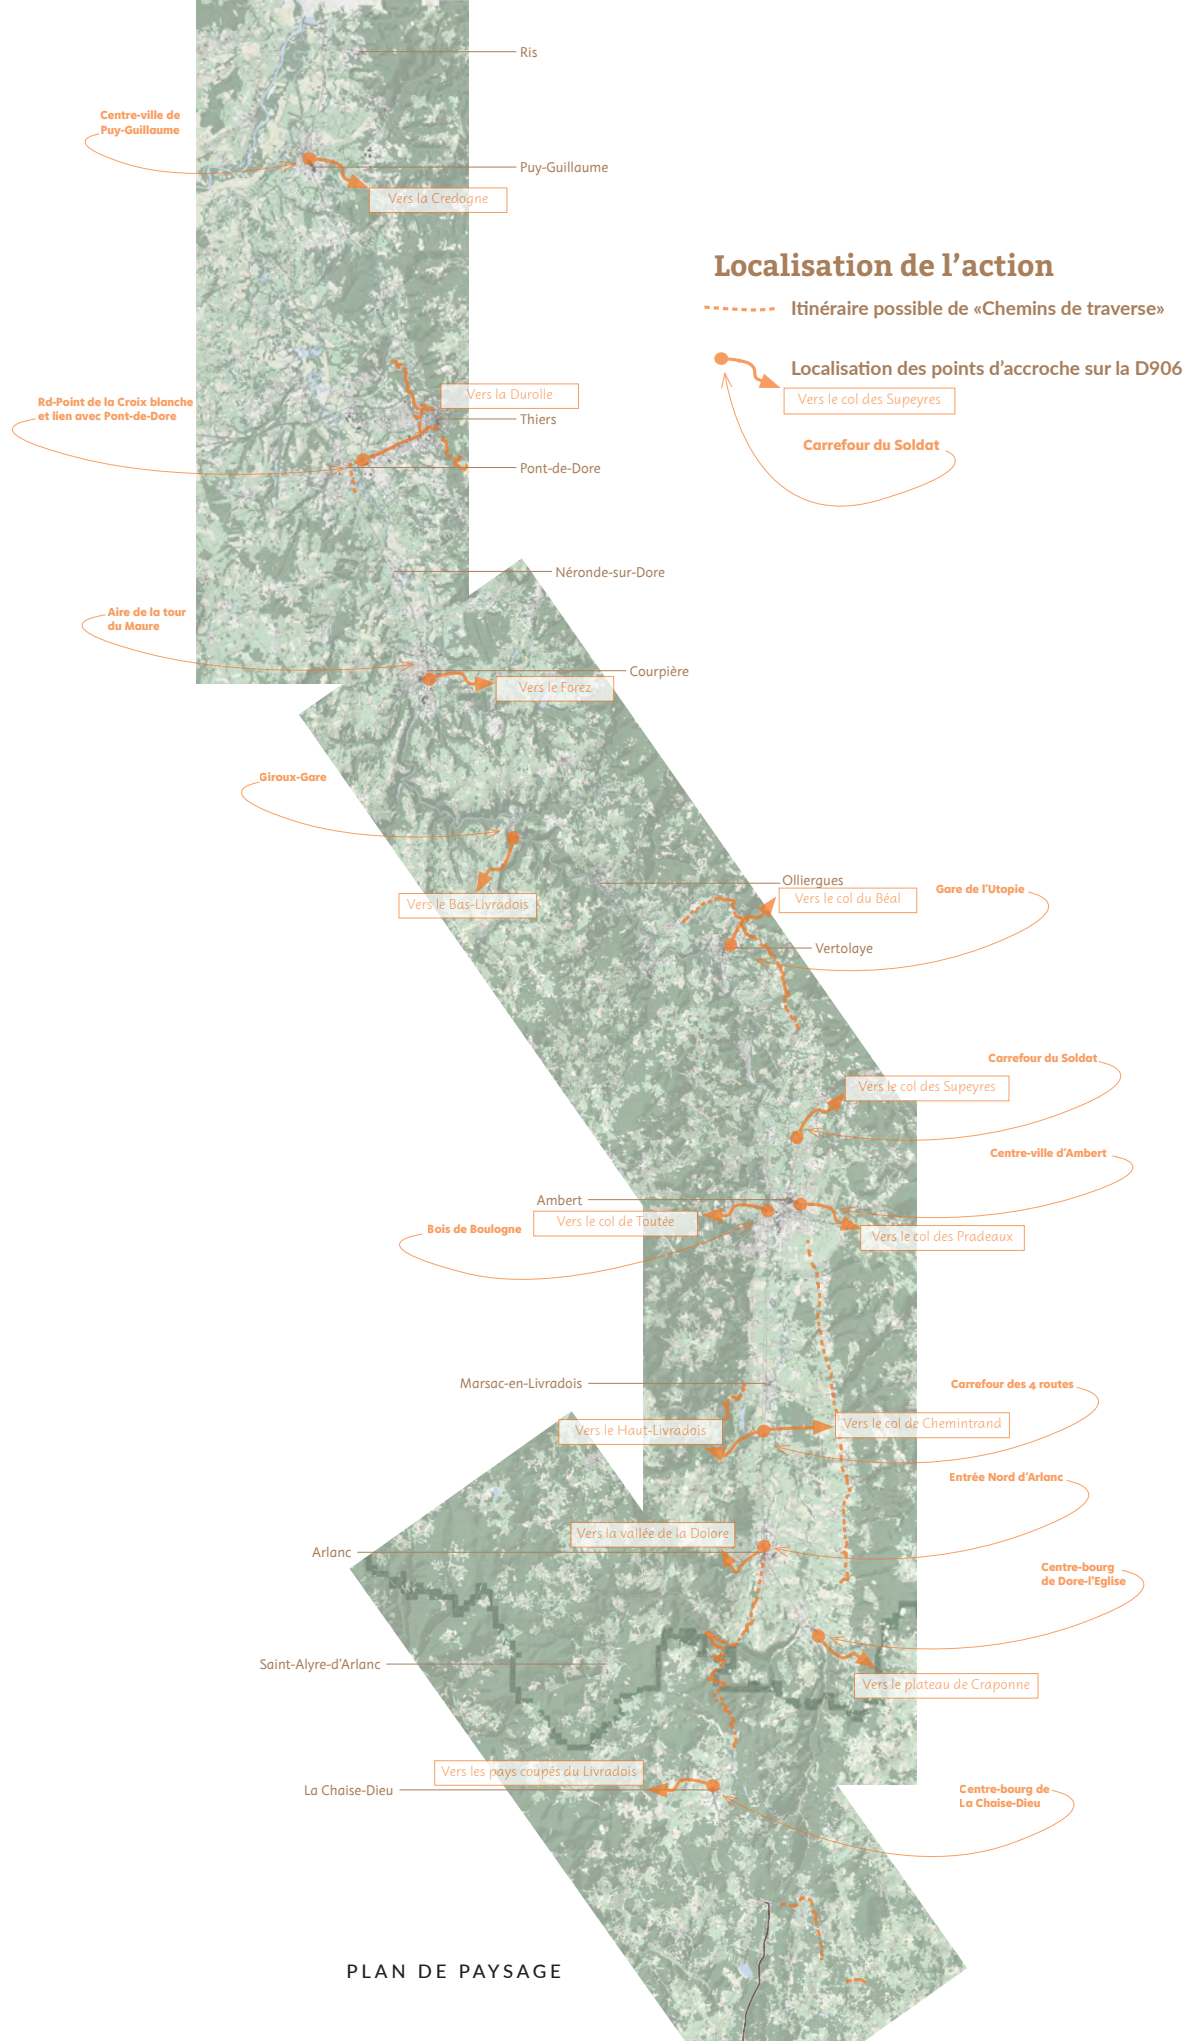 Ris
Centre-ville de
Puy-Guillaume
Puy-Guillaume
Vers la Credogne
Localisation de l’action
Itinéraire possible de «Chemins de traverse»
Localisation des points d’accroche sur la D906
Vers le col des Supeyres
Carrefour du Soldat
Vers la Durolle
Rd-Point de la Croix blanche
et lien avec Pont-de-Dore
Thiers
Pont-de-Dore
Néronde-sur-Dore
Aire de la tour
du Maure
Courpière
Vers le Forez
Giroux-Gare
Olliergues
Gare de l’Utopie
Vers le col du Béal
Vers le Bas-Livradois
Vertolaye
Carrefour du Soldat
Vers le col des Supeyres
Centre-ville d’Ambert
Ambert
Vers le col de Toutée
Bois de Boulogne
Vers le col des Pradeaux
Marsac-en-Livradois
Carrefour des 4 routes
Vers le Haut-Livradois
Vers le col de Chemintrand
Entrée Nord d’Arlanc
Vers la vallée de la Dolore
Arlanc
Centre-bourg
de Dore-l’Eglise
Saint-Alyre-d’Arlanc
Vers le plateau de Craponne
Vers les pays coupés du Livradois
La Chaise-Dieu
Centre-bourg de
La Chaise-Dieu
PLAN DE PAYSAGE